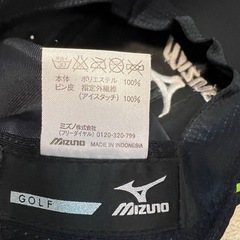 本体 ポリエステル 100%
ビン皮 指定外繊維 100%
(アイスタッチ)
ミズノ株式会社
(フリーダイヤル) 0120-320-799
MIZUNO
MADE IN INDONESIA
GOLF
MIZUNO
MIZUNO